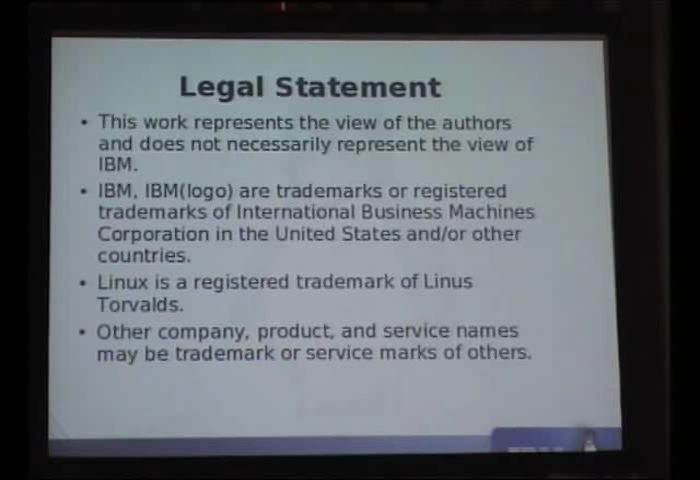 Legal Statement
• This work represents the view of the authors
and does not necessarily represent the view of
IBM.
• IBM, IBM(logo) are trademarks or registered
trademarks of International Business Machines
Corporation in the United States and/or other
countries.
• Linux is a registered trademark of Linus
Torvalds.
• Other company, product, and service names
may be trademark or service marks of others.